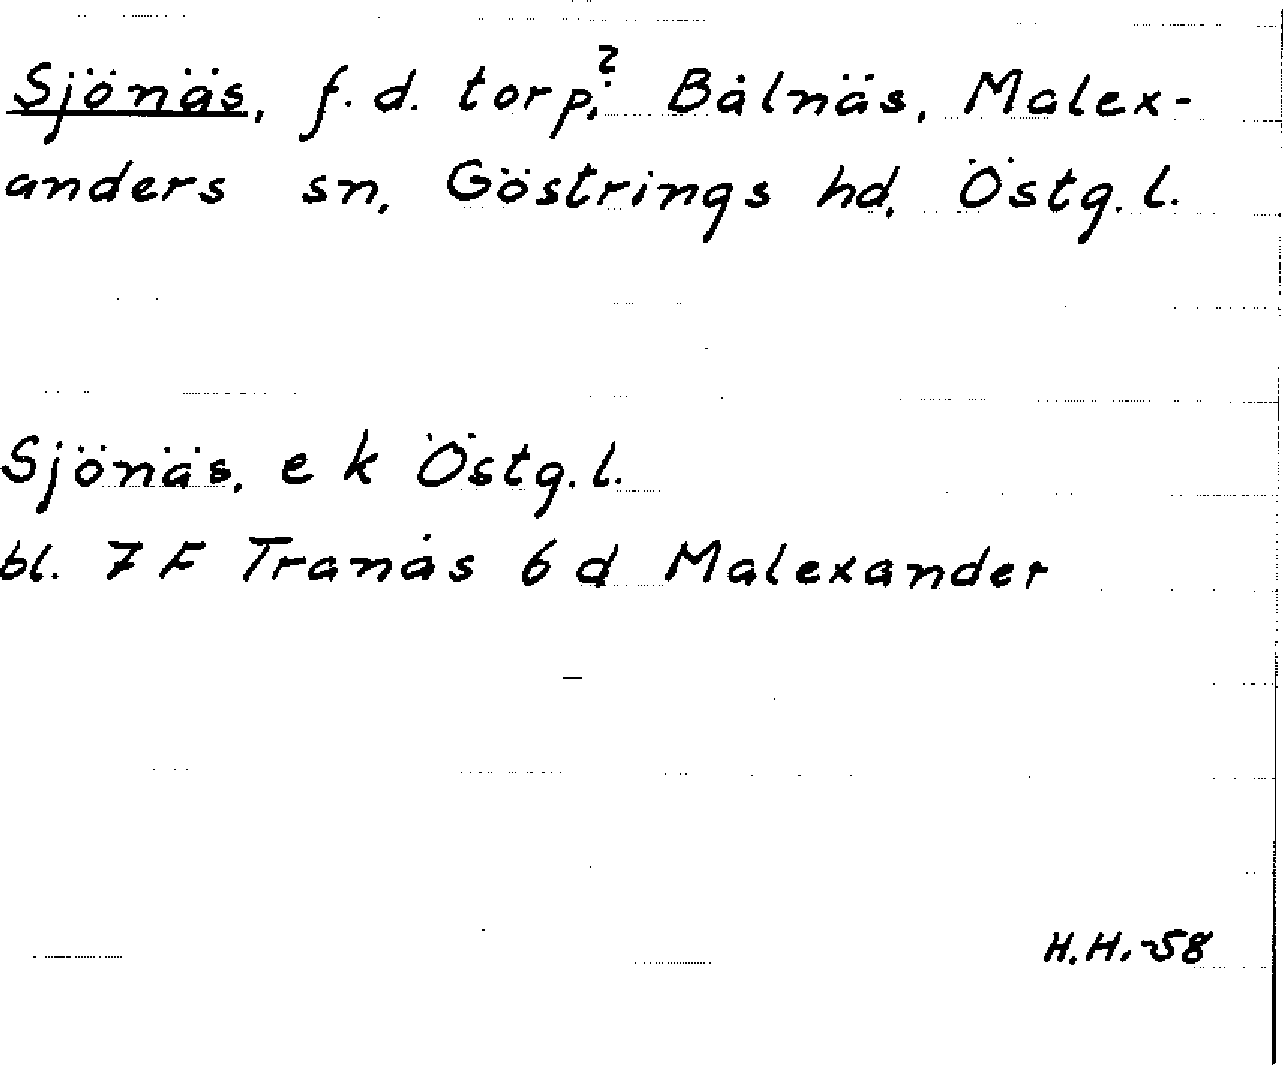 Sjönäs, f.d. torp?, Bålnäs, Malex-
anders sn, Göstrings hd, Östg.l.
Sjönäs, e k Östg.l.
bl. 7 F Tranås 6 d Malexander
H.H.-58